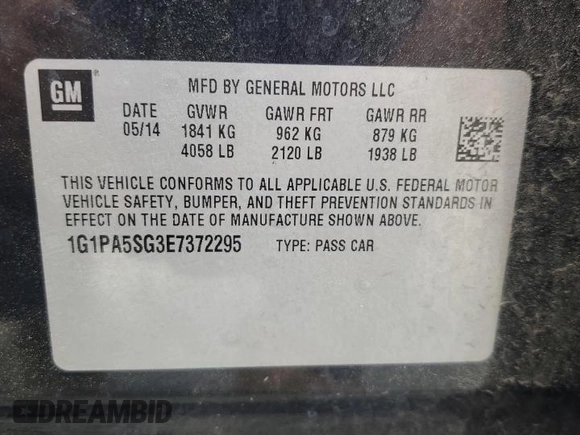 GM
MFD BY GENERAL MOTORS LLC
DATE GVWR GAWR FRT GAWR RR
05/14 1841 KG 962 KG 879 KG
4058 LB 2120 LB 1938 LB
THIS VEHICLE CONFORMS TO ALL APPLICABLE U.S. FEDERAL MOTOR
VEHICLE SAFETY, BUMPER, AND THEFT PREVENTION STANDARDS IN
EFFECT ON THE DATE OF MANUFACTURE SHOWN ABOVE.
1G1PA5SG3E7372295 TYPE: PASS CAR
DREAMBID